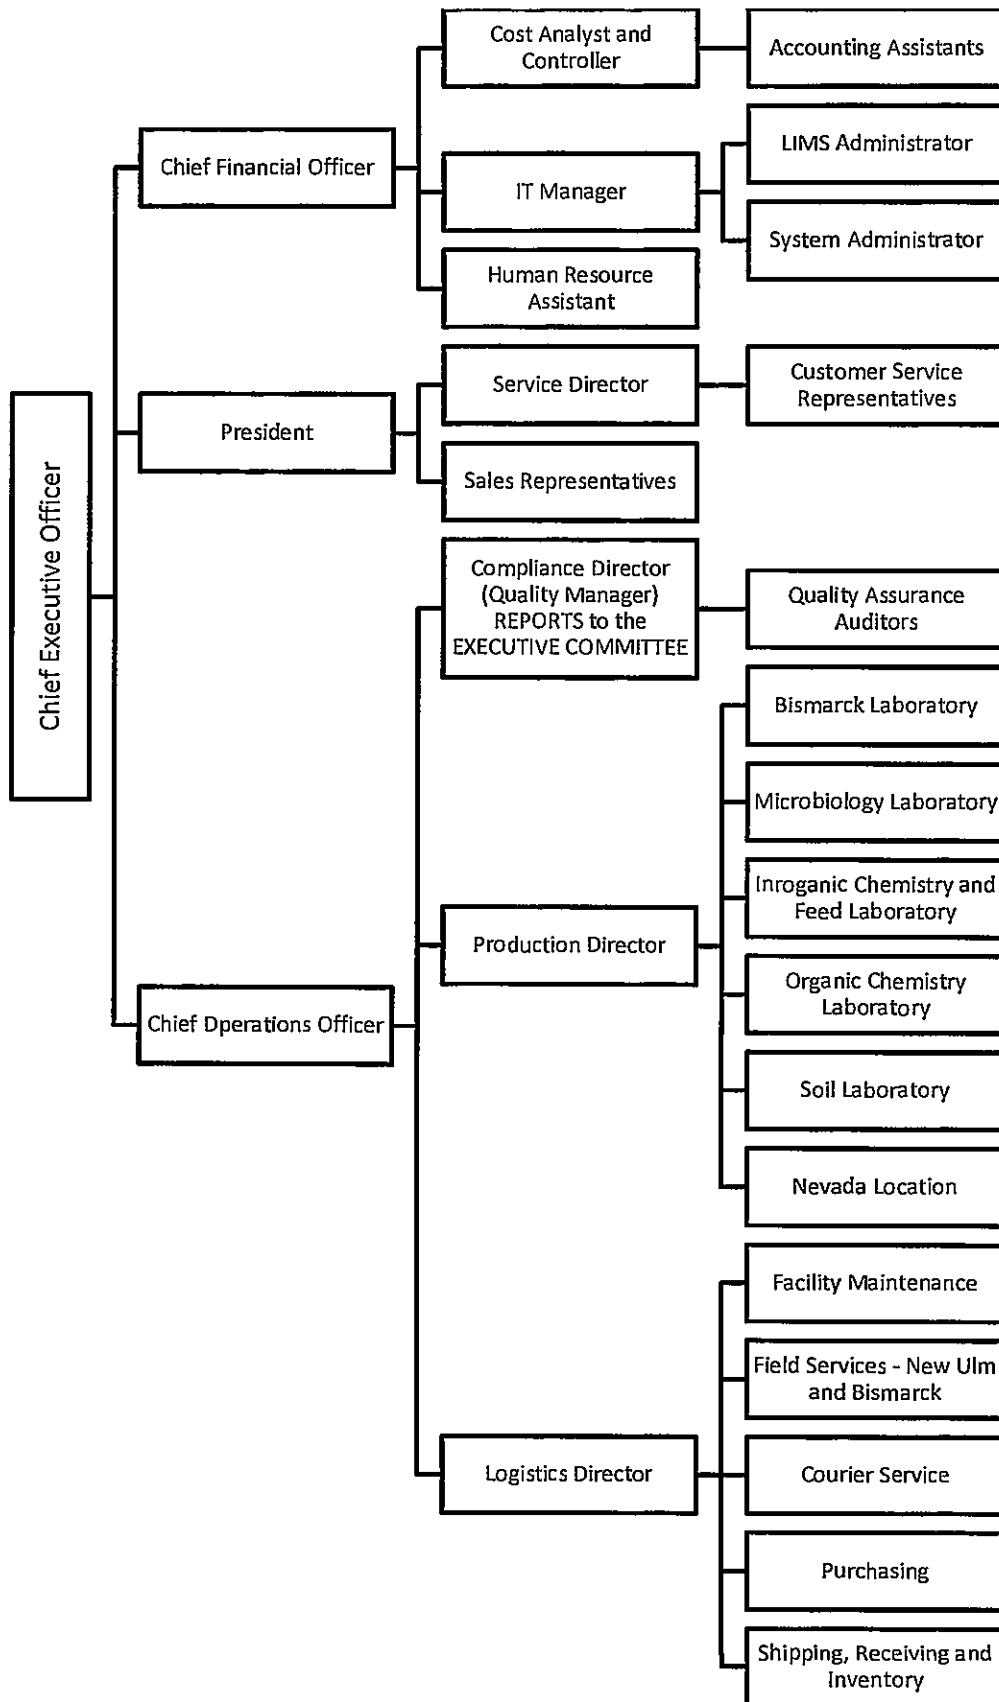 Chief Executive Officer
Chief Financial Officer
Cost Analyst and
Controller
Accounting Assistants
IT Manager
LIMS Administrator
System Administrator
Human Resource
Assistant
President
Service Director
Customer Service
Representatives
Sales Representatives
Chief Dperations Officer
Compliance Director
(Quality Manager)
REPORTS to the
EXECUTIVE COMMITTEE
Quality Assurance
Auditors
Production Director
Bismarck Laboratory
Microbiology Laboratory
Inroganic Chemistry and
Feed Laboratory
Organic Chemistry
Laboratory
Soil Laboratory
Nevada Location
Logistics Director
Facility Maintenance
Field Services - New Ulm
and Bismarck
Courier Service
Purchasing
Shipping, Receiving and
Inventory